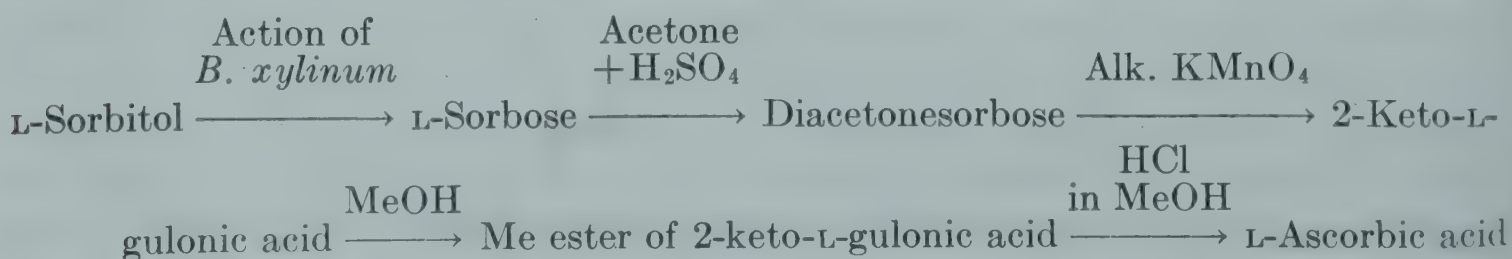 Action of Acetone
B. xylinum +H₂SO₄ Alk. KMnO₄
L-Sorbitol ⟶ L-Sorbose ⟶ Diacetonesorbose ⟶ 2-Keto-L-
HCl
MeOH in MeOH
gulonic acid ⟶ Me ester of 2-keto-L-gulonic acid ⟶ L-Ascorbic acid